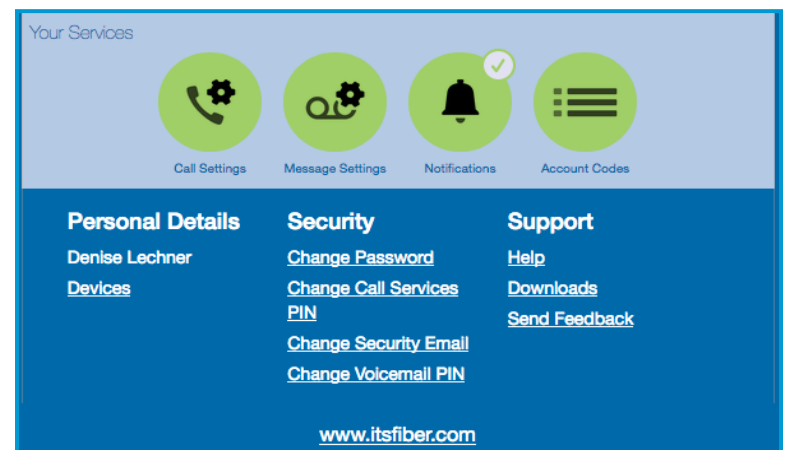 Your Services
Call Settings
Message Settings
Notifications
Account Codes
Personal Details
Denise Lechner
Devices
Security
Change Password
Change Call Services
PIN
Change Security Email
Change Voicemail PIN
Support
Help
Downloads
Send Feedback
www.itsfiber.com